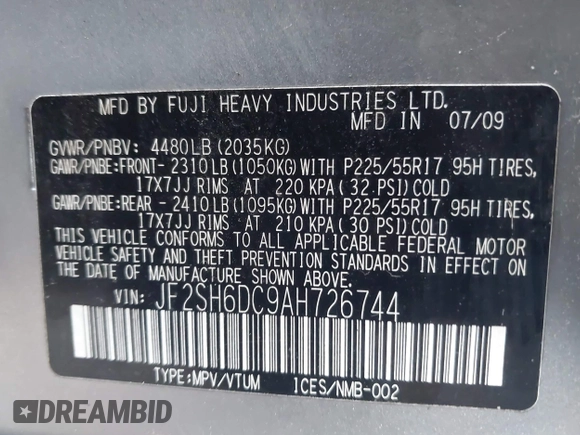 MFD BY FUJI HEAVY INDUSTRIES LTD.
MFD IN 07/09
GVWR/PNBV: 4480LB (2035KG)
GAWR/PNBE:FRONT- 2310LB (1050KG) WITH P225/55R17 95H TIRES,
17X7JJ RIMS AT 220 KPA ( 32 PSI) COLD
GAWR/PNBE:REAR - 2410LB (1095KG) WITH P225/55R17 95H TIRES,
17X7JJ RIMS AT 210 KPA ( 30 PSI) COLD
THIS VEHICLE CONFORMS TO ALL APPLICABLE FEDERAL MOTOR
VEHICLE SAFETY AND THEFT PREVENTION STANDARDS IN EFFECT ON
THE DATE OF MANUFACTURE SHOWN ABOVE.
VIN: JF2SH6DC9AH726744
TYPE:MPV/VTUM ICES/NMB-002
DREAMBID